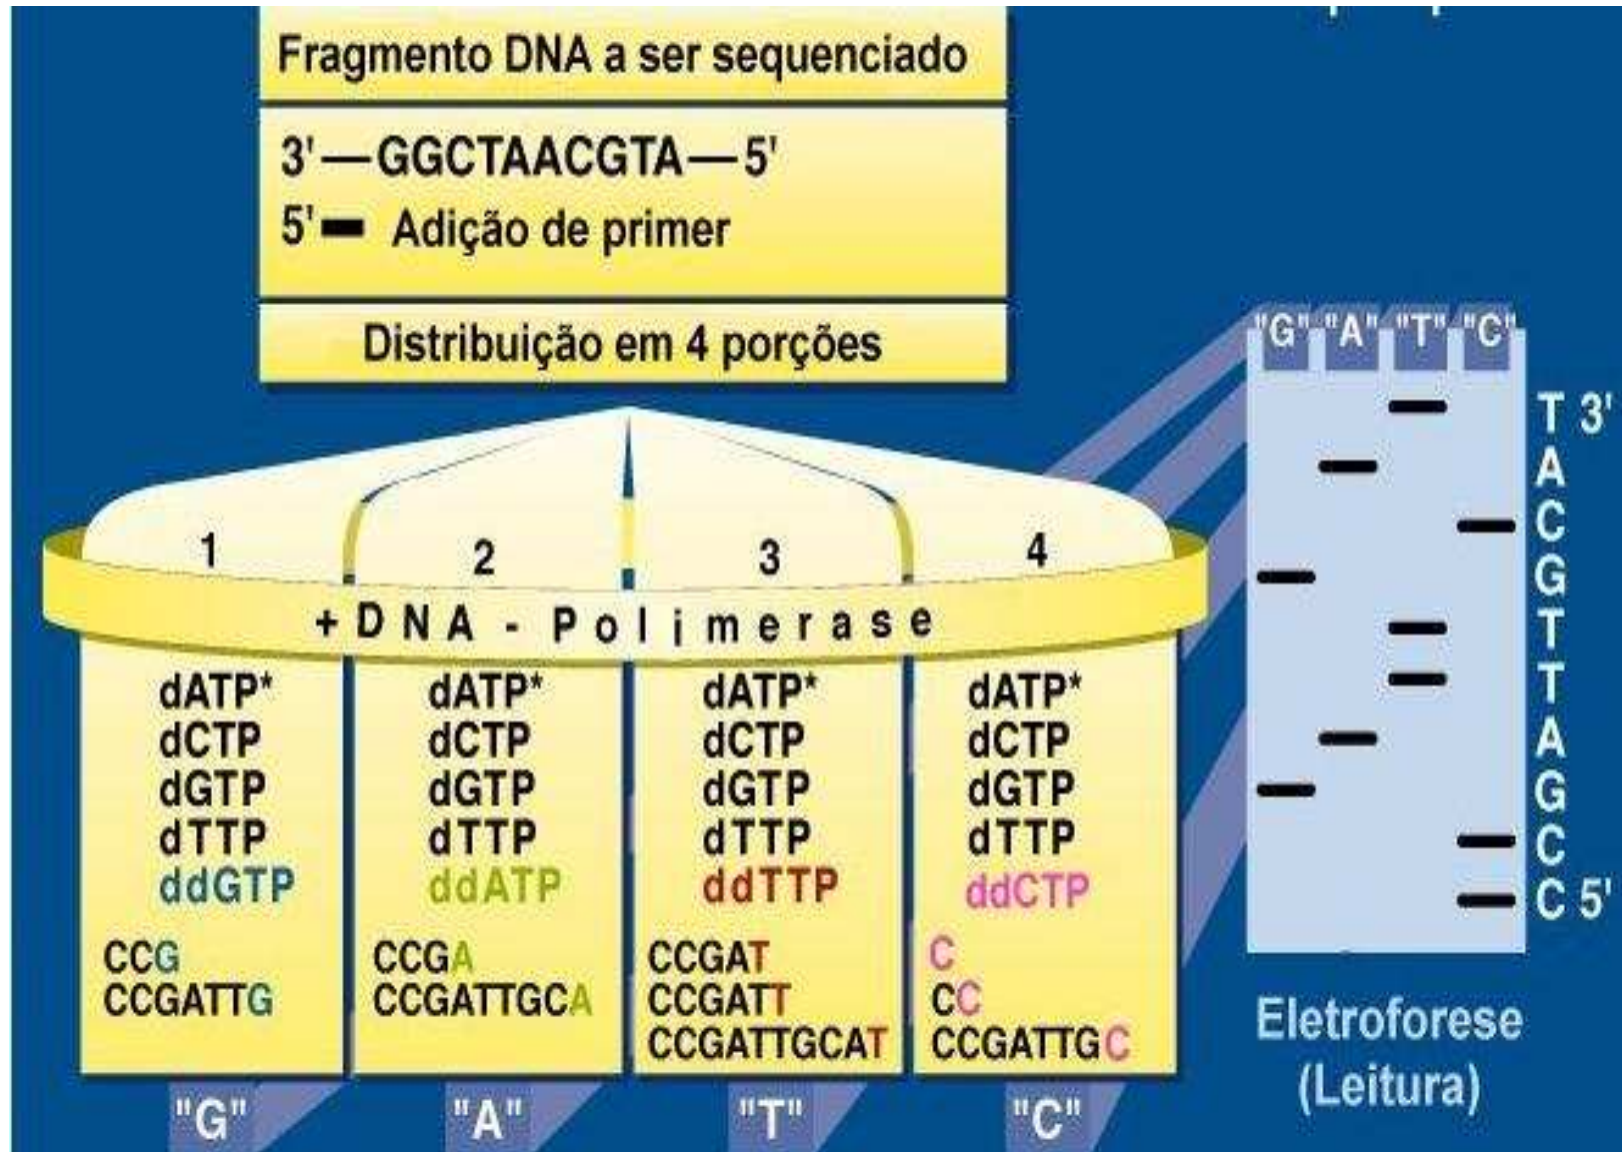 Fragmento DNA a ser sequenciado
3'—GGCTAACGTA—5'
5' Adição de primer
Distribuição em 4 porções
1
2
3
4
+DNA - Polimerase
dATP*
dCTP
dGTP
dTTP
ddGTP
CCG
CCGATTG
"G"
dATP*
dCTP
dGTP
dTTP
ddATP
CCGA
CCGATTGCA
"A"
dATP*
dCTP
dGTP
dTTP
ddTTP
CCGAT
CCGATT
CCGATTGCAT
"T"
dATP*
dCTP
dGTP
dTTP
ddCTP
C
CC
CCGATTGC
"C"
"G" "A" "T" "C"
T 3'
A
C
G
T
T
A
G
C
C 5'
Eletroforese
(Leitura)